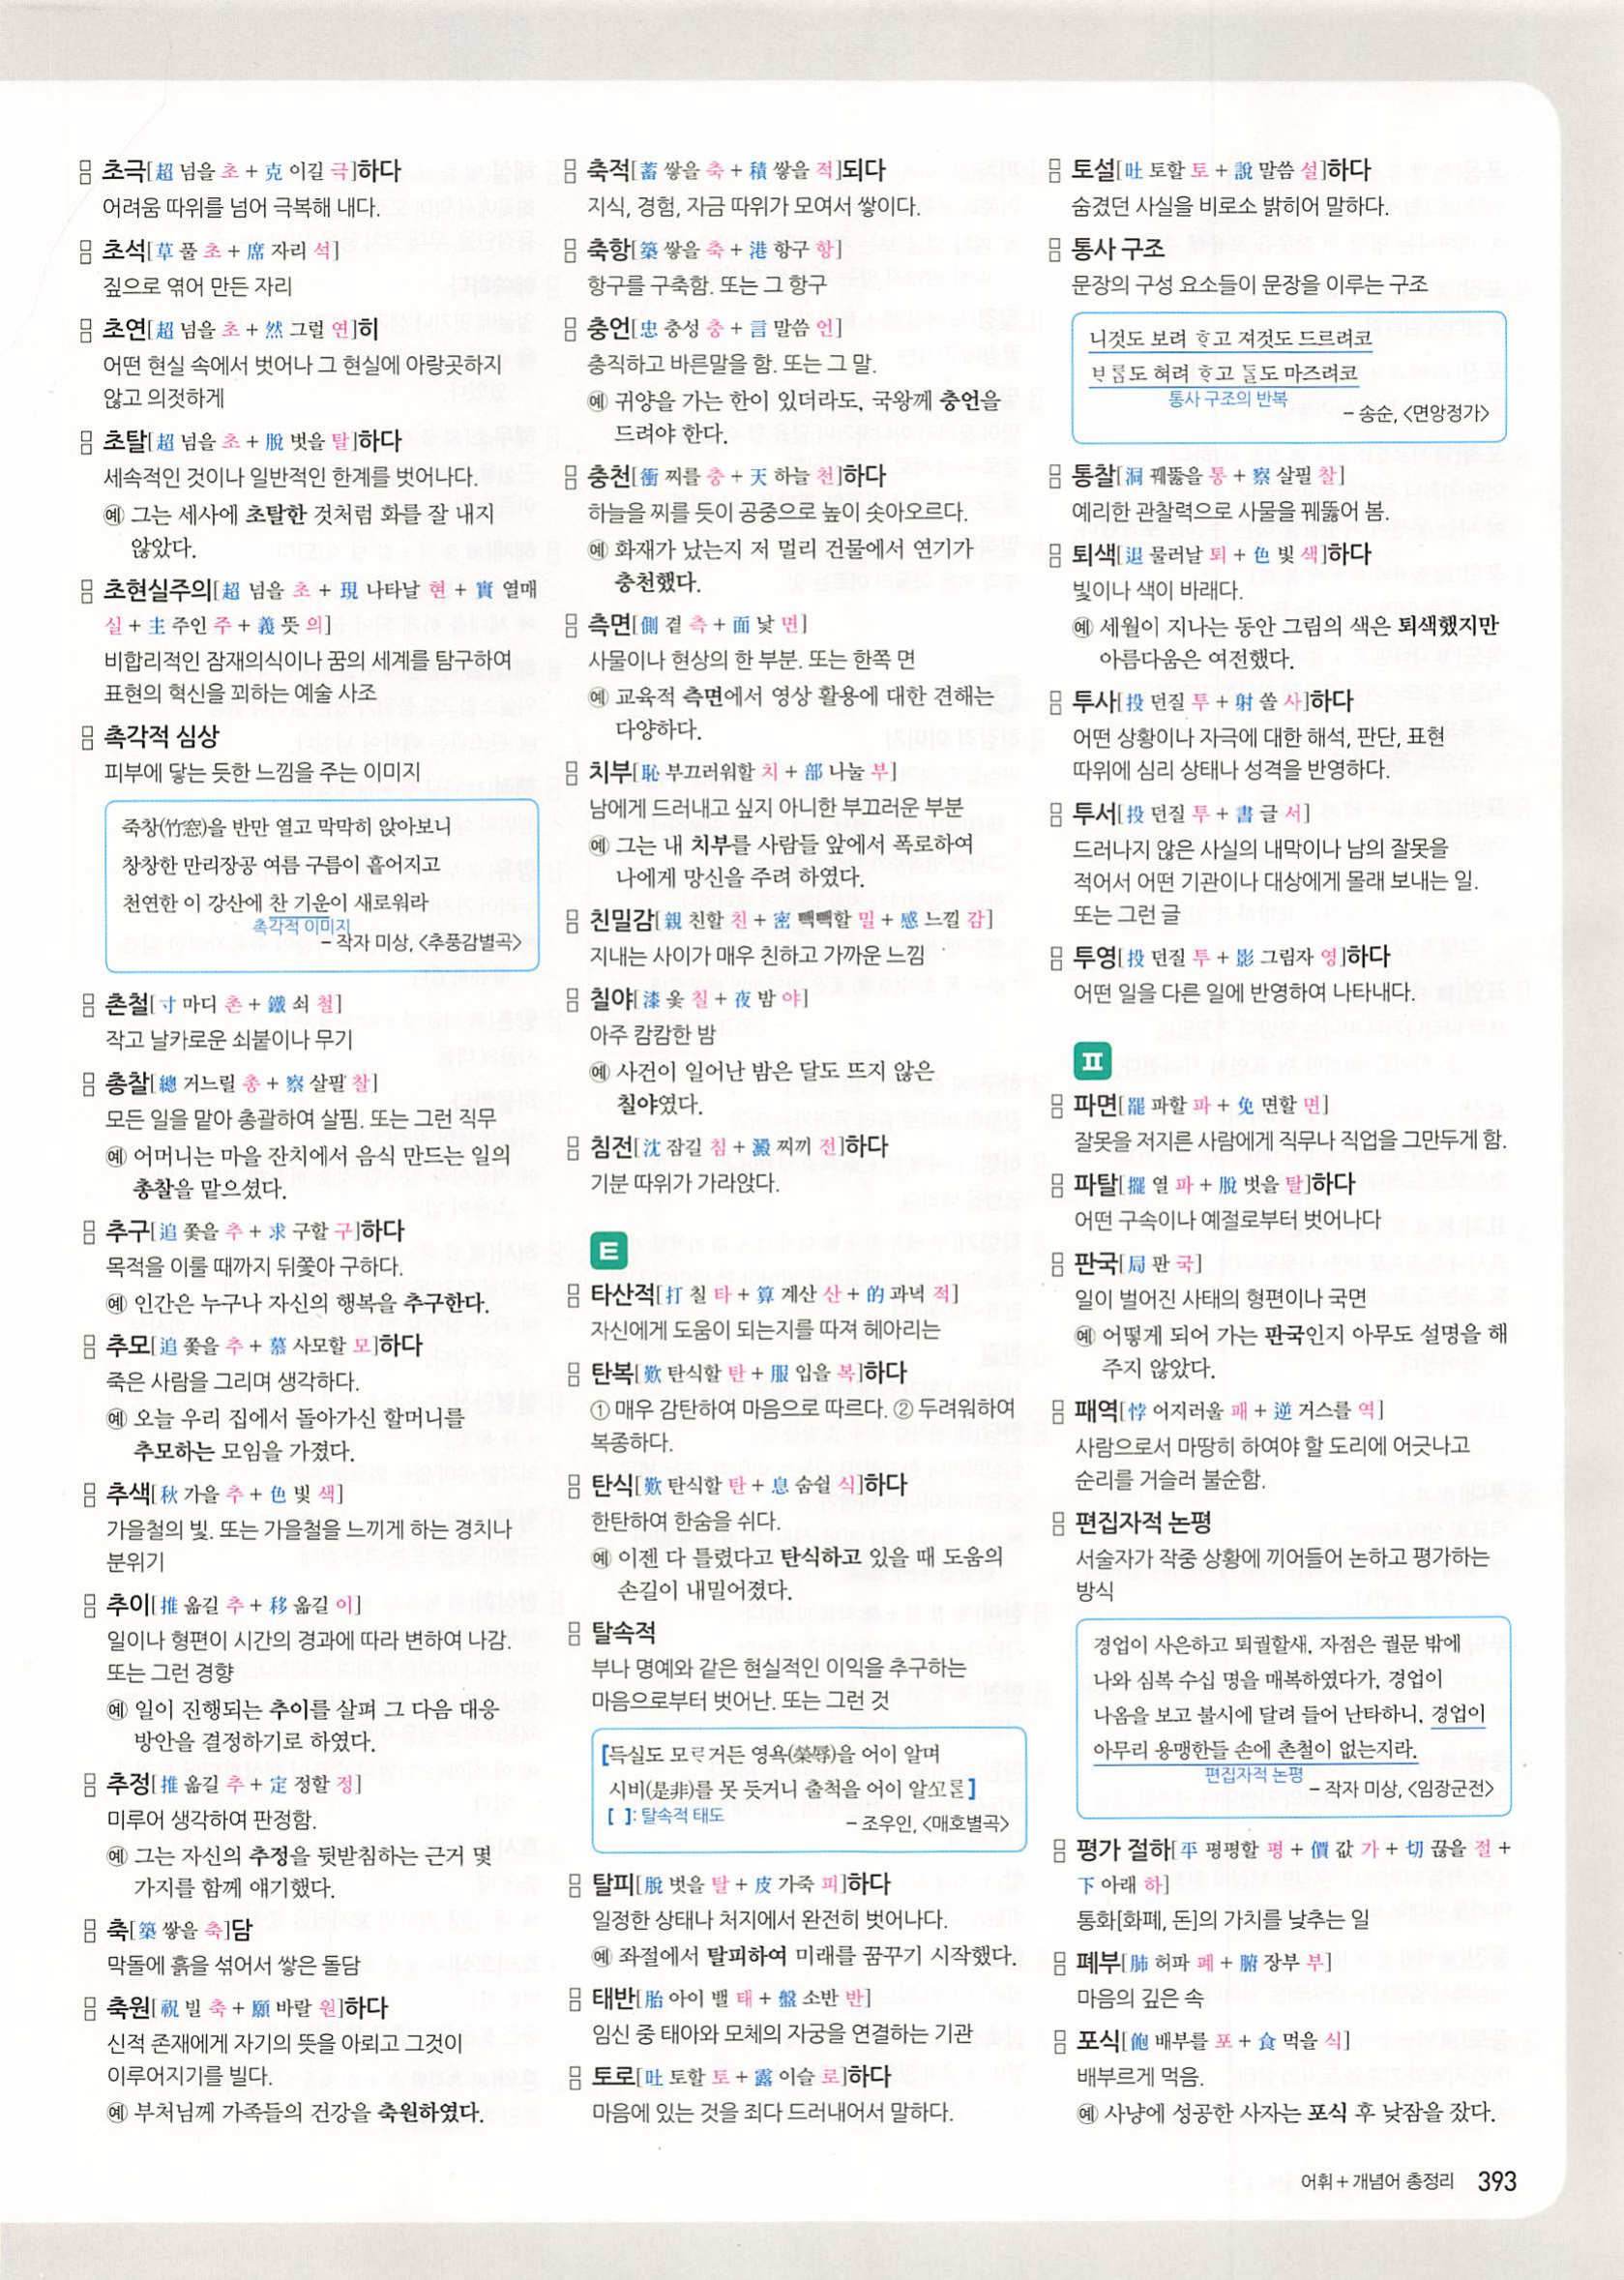 초극[超 넘을 초 + 克 이길 극]하다
어려움 따위를 넘어 극복해 내다.
초석[草 풀 초 + 席 자리 석]
짚으로 엮어 만든 자리
초연[超 넘을 초 + 然 그럴 연]히
어떤 현실 속에서 벗어나 그 현실에 아랑곳하지
않고 의젓하게
초탈[超 넘을 초 + 脫 벗을 탈]하다
세속적인 것이나 일반적인 한계를 벗어나다.
예 그는 세사에 초탈한 것처럼 화를 잘 내지
않았다.
초현실주의[超 넘을 초 + 現 나타날 현 + 實 열매
실 + 主 주인 주 + 義 뜻 의]
비합리적인 잠재의식이나 꿈의 세계를 탐구하여
표현의 혁신을 꾀하는 예술 사조
촉각적 심상
피부에 닿는 듯한 느낌을 주는 이미지
죽창(竹窓)을 반만 열고 막막히 앉아보니
창창한 만리장공 여름 구름이 흩어지고
천연한 이 강산에 찬 기운이 새로워라
촉각적 이미지
– 작자 미상, <추풍감별곡>
촌철[寸 마디 촌 + 鐵 쇠 철]
작고 날카로운 쇠붙이나 무기
총찰[總 거느릴 총 + 察 살필 찰]
모든 일을 맡아 총괄하여 살핌. 또는 그런 직무
예 어머니는 마을 잔치에서 음식 만드는 일의
총찰을 맡으셨다.
추구[追 쫓을 추 + 求 구할 구]하다
목적을 이룰 때까지 뒤쫓아 구하다.
예 인간은 누구나 자신의 행복을 추구한다.
추모[追 쫓을 추 + 慕 사모할 모]하다
죽은 사람을 그리며 생각하다.
예 오늘 우리 집에서 돌아가신 할머니를
추모하는 모임을 가졌다.
추색[秋 가을 추 + 色 빛 색]
가을철의 빛. 또는 가을철을 느끼게 하는 경치나
분위기
추이[推 옮길 추 + 移 옮길 이]
일이나 형편이 시간의 경과에 따라 변하여 나감.
또는 그런 경향
예 일이 진행되는 추이를 살펴 그 다음 대응
방안을 결정하기로 하였다.
추정[推 옮길 추 + 定 정할 정]
미루어 생각하여 판정함.
예 그는 자신의 추정을 뒷받침하는 근거 몇
가지를 함께 얘기했다.
축[築 쌓을 축]담
막돌에 흙을 섞어서 쌓은 돌담
축원[祝 빌 축 + 願 바랄 원]하다
신적 존재에게 자기의 뜻을 아뢰고 그것이
이루어지기를 빌다.
예 부처님께 가족들의 건강을 축원하였다.
축적[蓄 쌓을 축 + 積 쌓을 적]되다
지식, 경험, 자금 따위가 모여서 쌓이다.
축항[築 쌓을 축 + 港 항구 항]
항구를 구축함. 또는 그 항구
충언[忠 충성 충 + 言 말씀 언]
충직하고 바른말을 함. 또는 그 말.
예 귀양을 가는 한이 있더라도, 국왕께 충언을
드려야 한다.
충천[衝 찌를 충 + 天 하늘 천]하다
하늘을 찌를 듯이 공중으로 높이 솟아오르다.
예 화재가 났는지 저 멀리 건물에서 연기가
충천했다.
측면[側 곁 측 + 面 낯 면]
사물이나 현상의 한 부분. 또는 한쪽 면
예 교육적 측면에서 영상 활용에 대한 견해는
다양하다.
치부[恥 부끄러워할 치 + 部 나눌 부]
남에게 드러내고 싶지 아니한 부끄러운 부분
예 그는 내 치부를 사람들 앞에서 폭로하여
나에게 망신을 주려 하였다.
친밀감[親 친할 친 + 密 빽빽할 밀 + 感 느낄 감]
지내는 사이가 매우 친하고 가까운 느낌
칠야[漆 옻 칠 + 夜 밤 야]
아주 캄캄한 밤
예 사건이 일어난 밤은 달도 뜨지 않은
칠야였다.
침전[沈 잠길 침 + 澱 찌끼 전]하다
기분 따위가 가라앉다.
ㅌ
타산적[打 칠 타 + 算 계산 산 + 的 과녁 적]
자신에게 도움이 되는지를 따져 헤아리는
탄복[歎 탄식할 탄 + 服 입을 복]하다
① 매우 감탄하여 마음으로 따르다. ② 두려워하여
복종하다.
탄식[歎 탄식할 탄 + 息 숨쉴 식]하다
한탄하여 한숨을 쉬다.
예 이젠 다 틀렸다고 탄식하고 있을 때 도움의
손길이 내밀어졌다.
탈속적
부나 명예와 같은 현실적인 이익을 추구하는
마음으로부터 벗어난. 또는 그런 것
[득실도 모ᄅ거든 영욕(榮辱)을 어이 알며
시비(是非)를 못 듯거니 출척을 어이 알고ᄅᆞᆫ]
[ ]: 탈속적 태도
– 조우인, <매호별곡>
탈피[脫 벗을 탈 + 皮 가죽 피]하다
일정한 상태나 처지에서 완전히 벗어나다.
예 좌절에서 탈피하여 미래를 꿈꾸기 시작했다.
태반[胎 아이 밸 태 + 盤 소반 반]
임신 중 태아와 모체의 자궁을 연결하는 기관
토로[吐 토할 토 + 露 이슬 로]하다
마음에 있는 것을 죄다 드러내어서 말하다.
토설[吐 토할 토 + 說 말씀 설]하다
숨겼던 사실을 비로소 밝히어 말하다.
통사 구조
문장의 구성 요소들이 문장을 이루는 구조
니것도 보려 ᄒᆞ고 져것도 드르려코
ᄇᆞ름도 혀려 ᄒᆞ고 ᄃᆞᆯ도 마즈려코
통사 구조의 반복
– 송순, <면앙정가>
통찰[洞 꿰뚫을 통 + 察 살필 찰]
예리한 관찰력으로 사물을 꿰뚫어 봄.
퇴색[退 물러날 퇴 + 色 빛 색]하다
빛이나 색이 바래다.
예 세월이 지나는 동안 그림의 색은 퇴색했지만
아름다움은 여전했다.
투사[投 던질 투 + 射 쏠 사]하다
어떤 상황이나 자극에 대한 해석, 판단, 표현
따위에 심리 상태나 성격을 반영하다.
투서[投 던질 투 + 書 글 서]
드러나지 않은 사실의 내막이나 남의 잘못을
적어서 어떤 기관이나 대상에게 몰래 보내는 일.
또는 그런 글
투영[投 던질 투 + 影 그림자 영]하다
어떤 일을 다른 일에 반영하여 나타내다.
ㅍ
파면[罷 파할 파 + 免 면할 면]
잘못을 저지른 사람에게 직무나 직업을 그만두게 함.
파탈[擺 열 파 + 脫 벗을 탈]하다
어떤 구속이나 예절로부터 벗어나다
판국[局 판 국]
일이 벌어진 사태의 형편이나 국면
예 어떻게 되어 가는 판국인지 아무도 설명을 해
주지 않았다.
패역[悖 어지러울 패 + 逆 거스를 역]
사람으로서 마땅히 하여야 할 도리에 어긋나고
순리를 거슬러 불순함.
편집자적 논평
서술자가 작중 상황에 끼어들어 논하고 평가하는
방식
경업이 사은하고 퇴궐할새, 자점은 궐문 밖에
나와 심복 수십 명을 매복하였다가, 경업이
나옴을 보고 불시에 달려 들어 난타하니, 경업이
아무리 용맹한들 손에 촌철이 없는지라.
편집자적 논평
– 작자 미상, <임장군전>
평가 절하[平 평평할 평 + 價 값 가 + 切 끊을 절 +
下 아래 하]
통화[화폐, 돈]의 가치를 낮추는 일
폐부[肺 허파 폐 + 腑 장부 부]
마음의 깊은 속
포식[飽 배부를 포 + 食 먹을 식]
배부르게 먹음.
예 사냥에 성공한 사자는 포식 후 낮잠을 잤다.
어휘 + 개념어 총정리 393